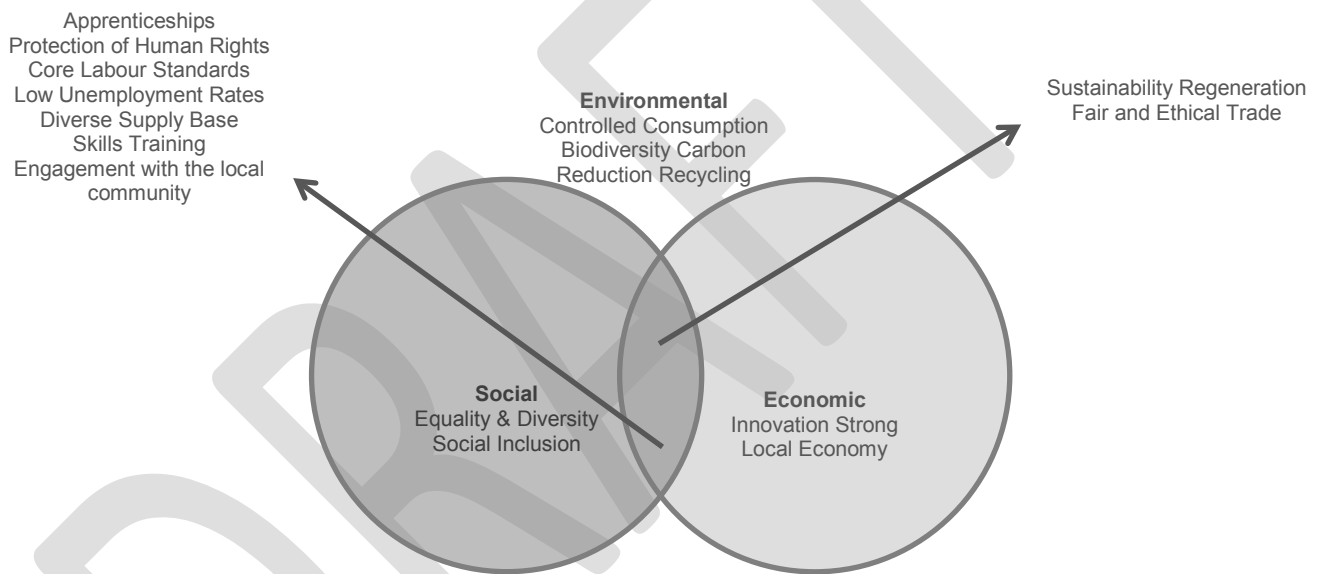 Apprenticeships
Protection of Human Rights
Core Labour Standards
Low Unemployment Rates
Diverse Supply Base
Skills Training
Engagement with the local
community
Environmental
Controlled Consumption
Biodiversity Carbon
Reduction Recycling
Sustainability Regeneration
Fair and Ethical Trade
Social
Equality & Diversity
Social Inclusion
Economic
Innovation Strong
Local Economy
DRAFT